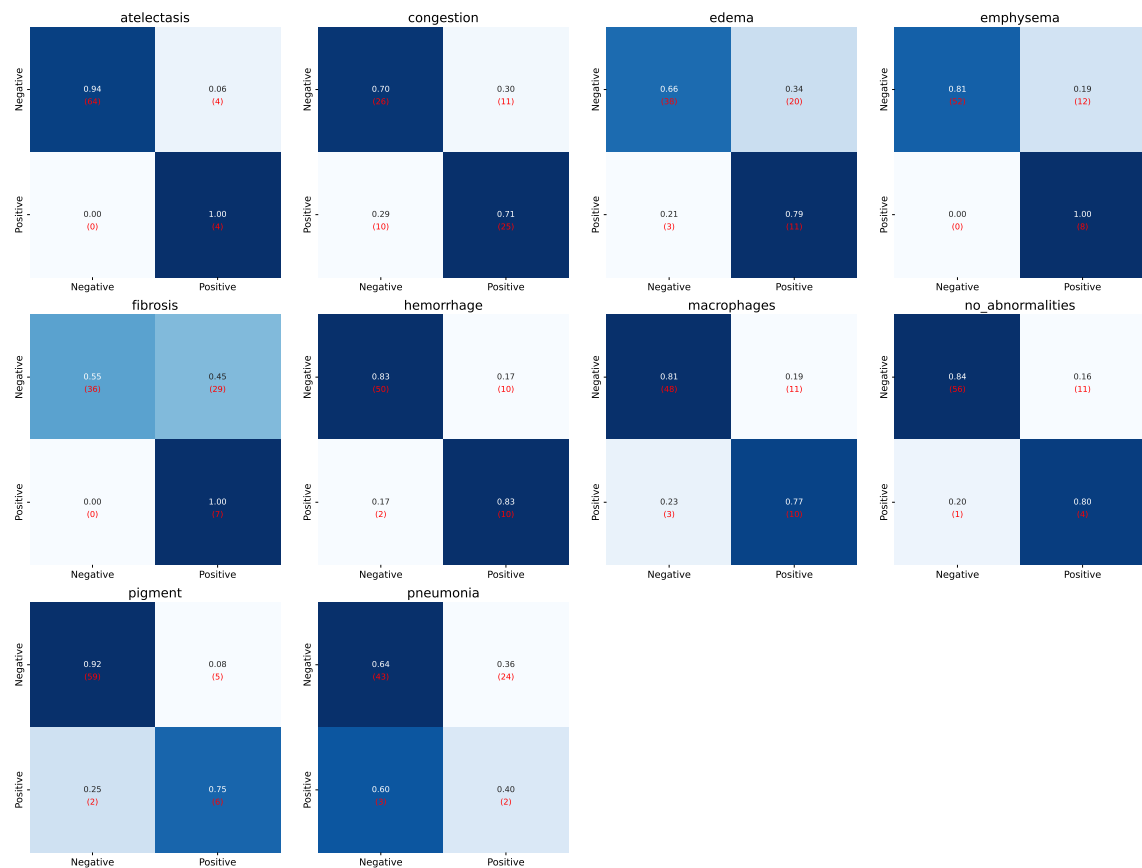 atelectasis congestion edema emphysema
Negative 0.94 0.06 Negative 0.70 0.30 Negative 0.66 0.34 Negative 0.81 0.19
(64) (4) (26) (11) (38) (20) (52) (12)
Positive 0.00 1.00 Positive 0.29 0.71 Positive 0.21 0.79 Positive 0.00 1.00
(0) (4) (10) (25) (3) (11) (0) (8)
Negative Positive Negative Positive Negative Positive Negative Positive
fibrosis hemorrhage macrophages no_abnormalities
Negative 0.55 0.45 Negative 0.83 0.17 Negative 0.81 0.19 Negative 0.84 0.16
(36) (29) (50) (10) (48) (11) (56) (11)
Positive 0.00 1.00 Positive 0.17 0.83 Positive 0.23 0.77 Positive 0.20 0.80
(0) (7) (2) (10) (3) (10) (1) (4)
Negative Positive Negative Positive Negative Positive Negative Positive
pigment pneumonia
Negative 0.92 0.08 Negative 0.64 0.36
(59) (5) (43) (24)
Positive 0.25 0.75 Positive 0.60 0.40
(2) (6) (3) (2)
Negative Positive Negative Positive